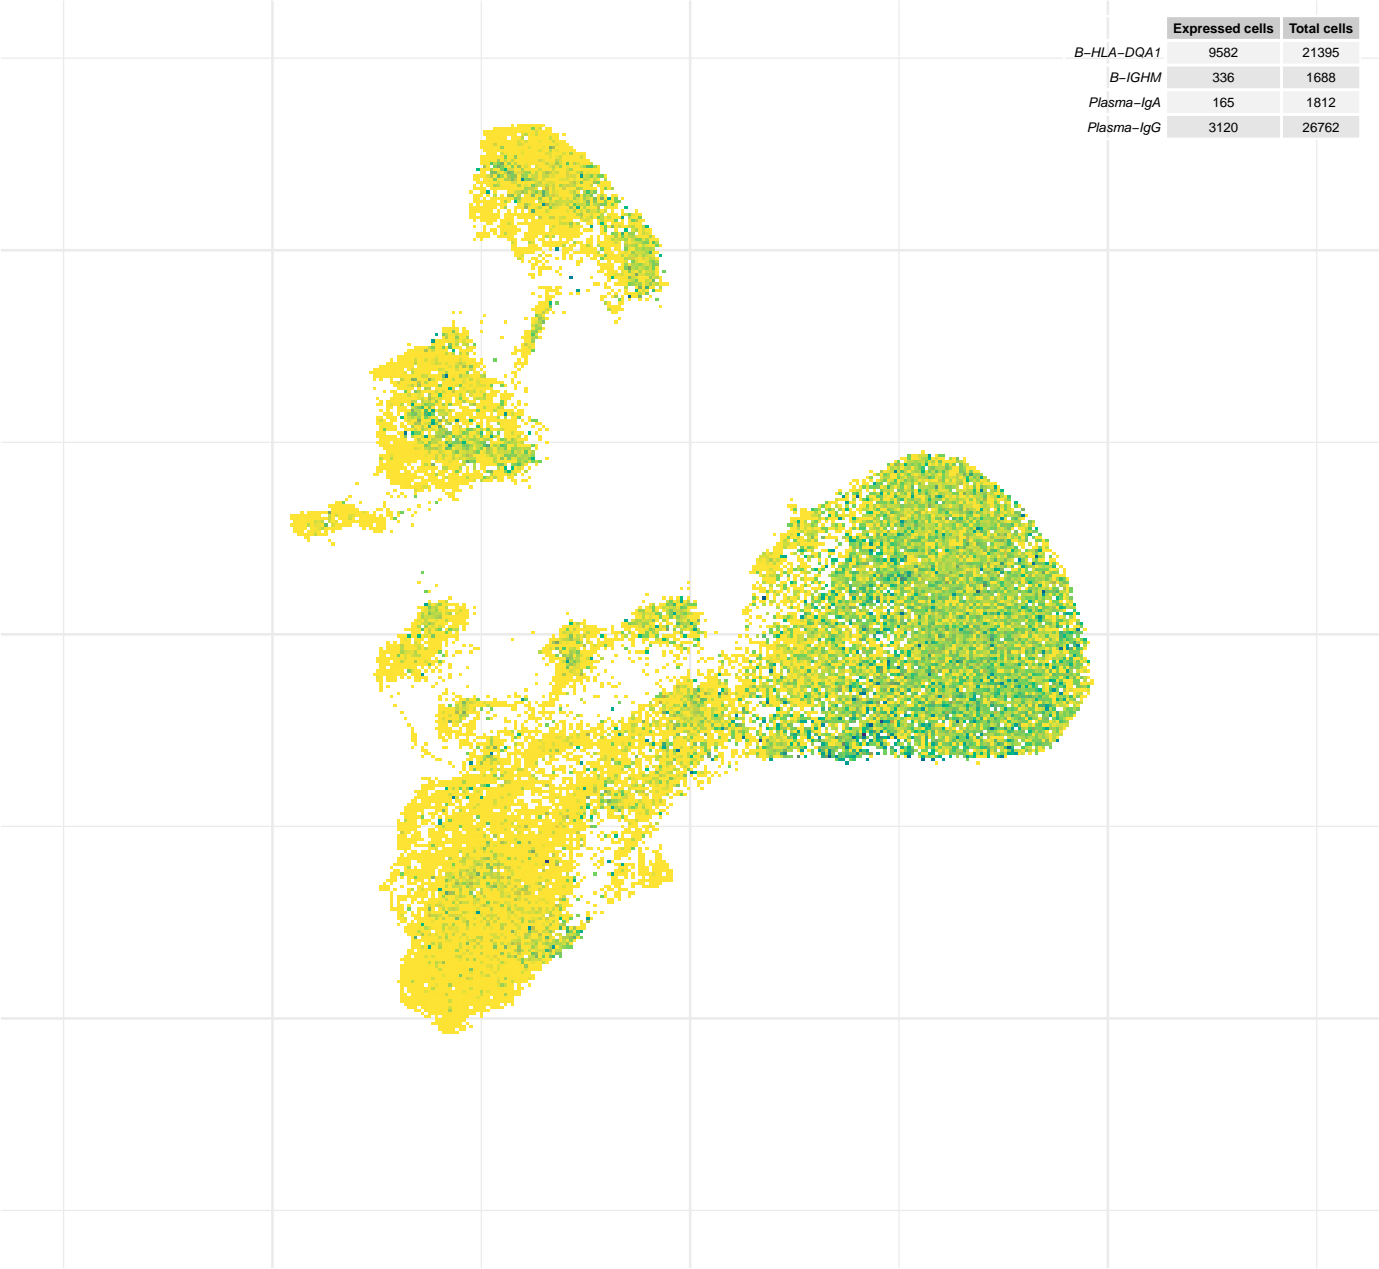 Expressed cells Total cells
B−HLA−DQA1 9582 21395
B−IGHM 336 1688
Plasma−IgA 165 1812
Plasma−IgG 3120 26762